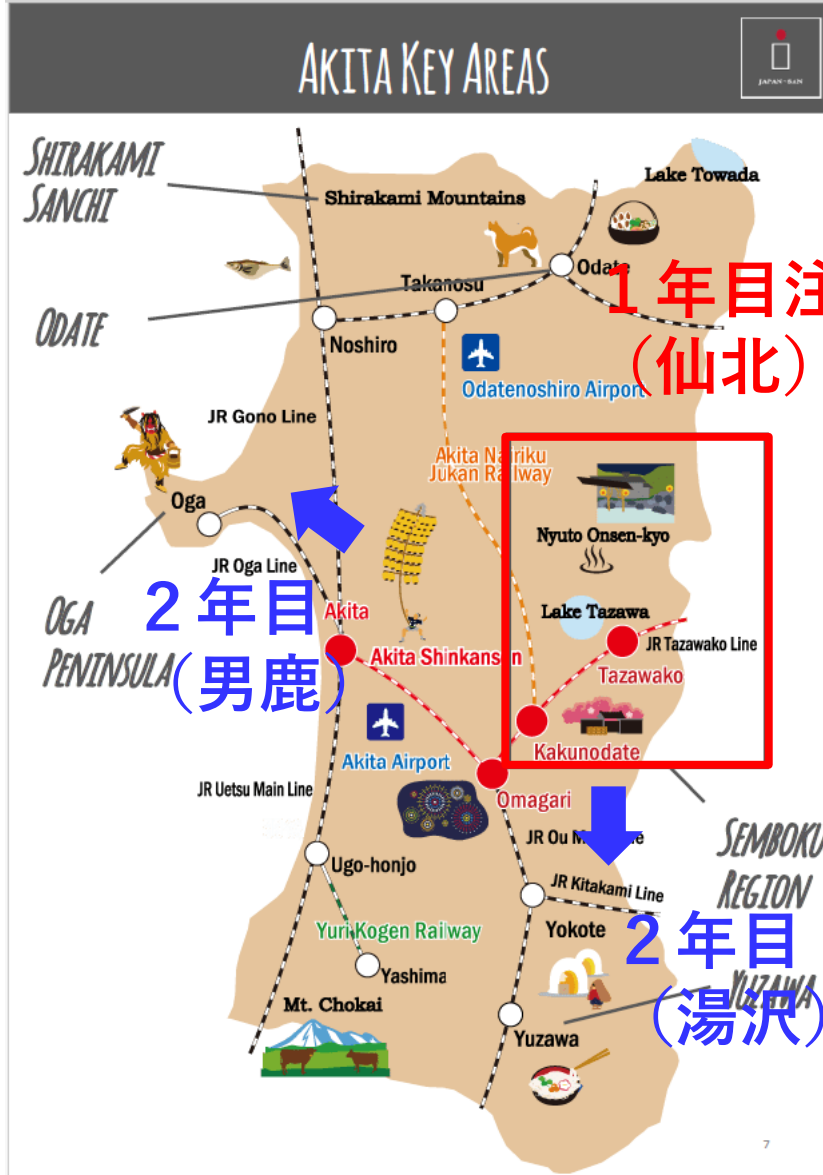 AKITA KEY AREAS
JAPAN·SAN
SHIRAKAMI
SANCHI
Shirakami Mountains
Lake Towada
Odate
１年目注
Takanosu
ODATE
Noshiro
（仙北）
Odatenoshiro Airport
JR Gono Line
Akita Nairiku
Jukan Railway
Oga
Nyuto Onsen-kyo
JR Oga Line
OGA
PENINSULA
２年目
（男鹿）
Akita
Lake Tazawa
JR Tazawako Line
Akita Shinkansen
Tazawako
Kakunodate
Akita Airport
JR Uetsu Main Line
Omagari
JR Ou M
e
SEMBOKU
REGION
Ugo-honjo
JR Kitakami Line
Yuri Kogen Railway
Yokote
２年目
（湯沢）
Yashima
YUZAWA
Mt. Chokai
Yuzawa
7